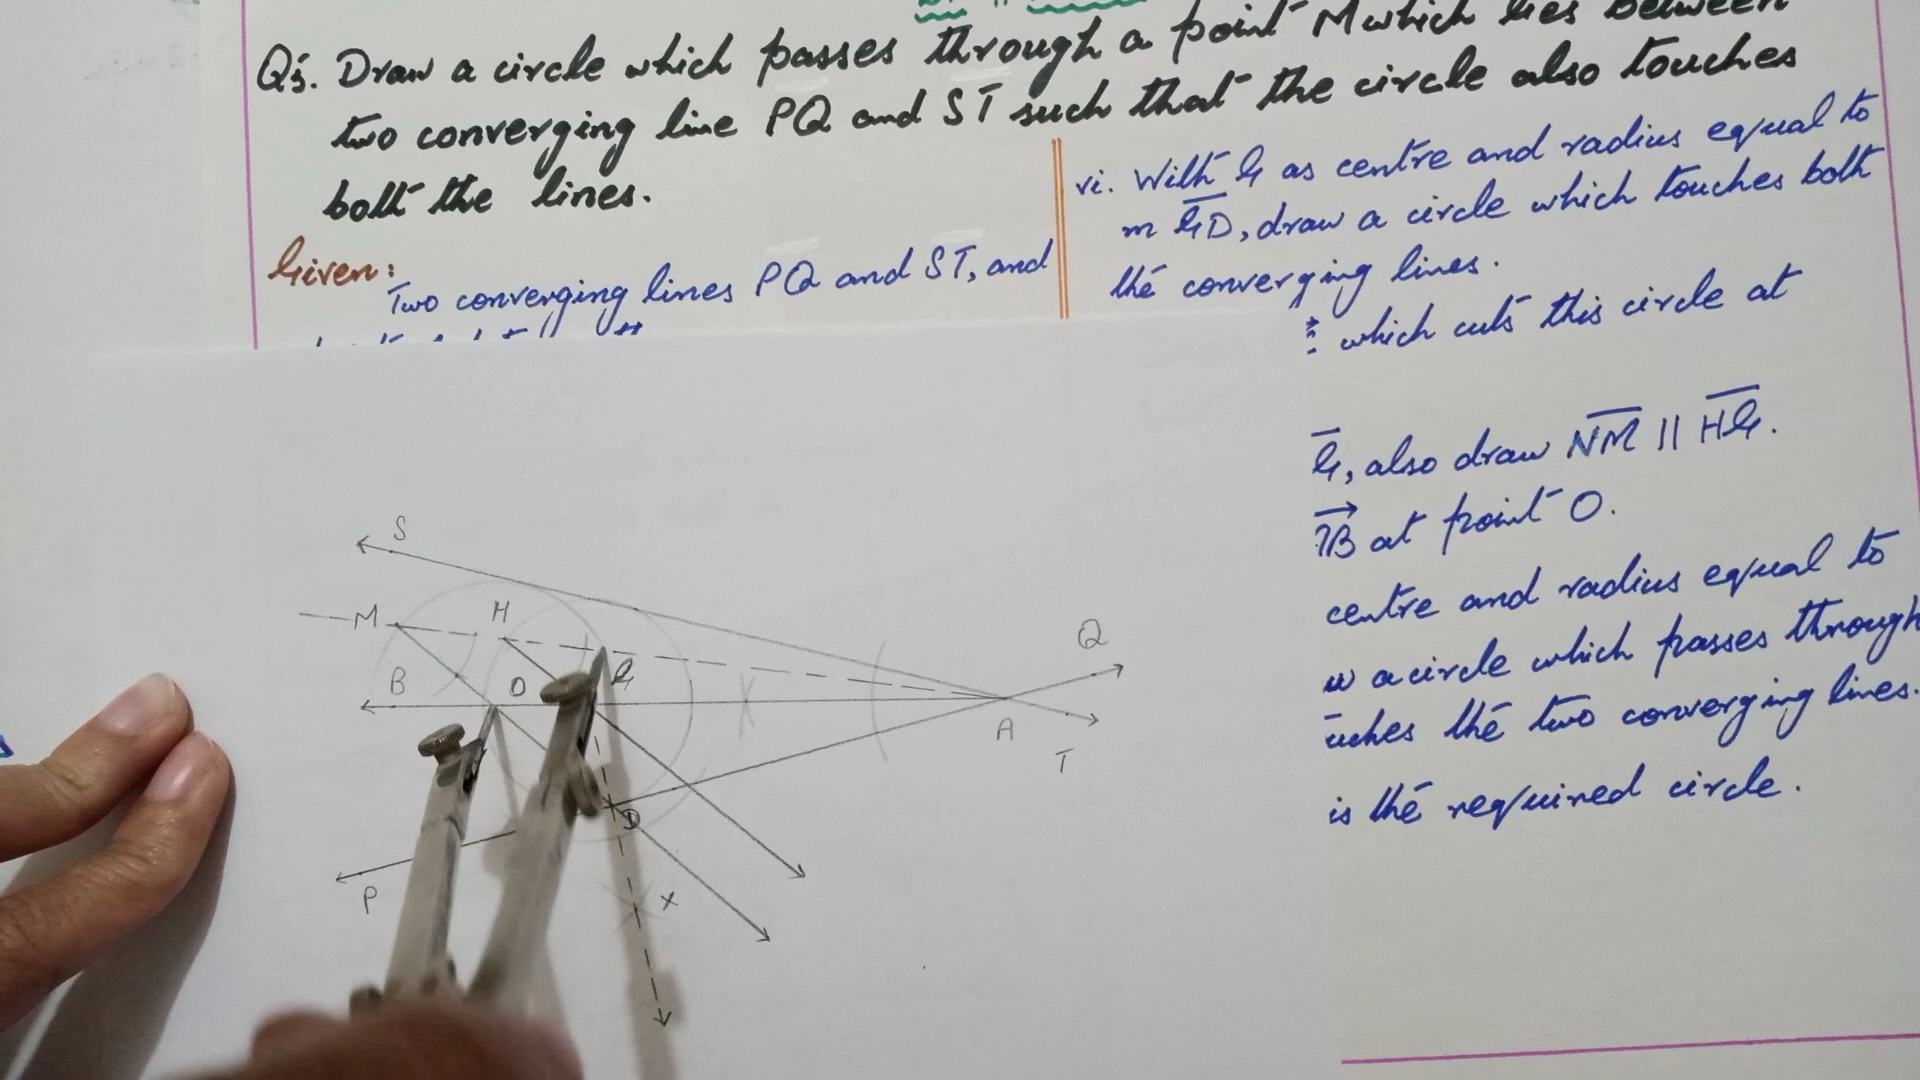 Q5. Draw a circle which passes through a point M which lies between
two converging line PQ and ST such that the circle also touches
both the lines.
Given:
Two converging lines PQ and ST, and
vi. With G as centre and radius equal to
m GD, draw a circle which touches both
the converging lines.
which cuts this circle at
G, also draw NM || HG.
B at point O.
centre and radius equal to
a circle which passes through
the two converging lines.
is the required circle.
S
M
H
Q
B
O
G
A
T
D
P
x